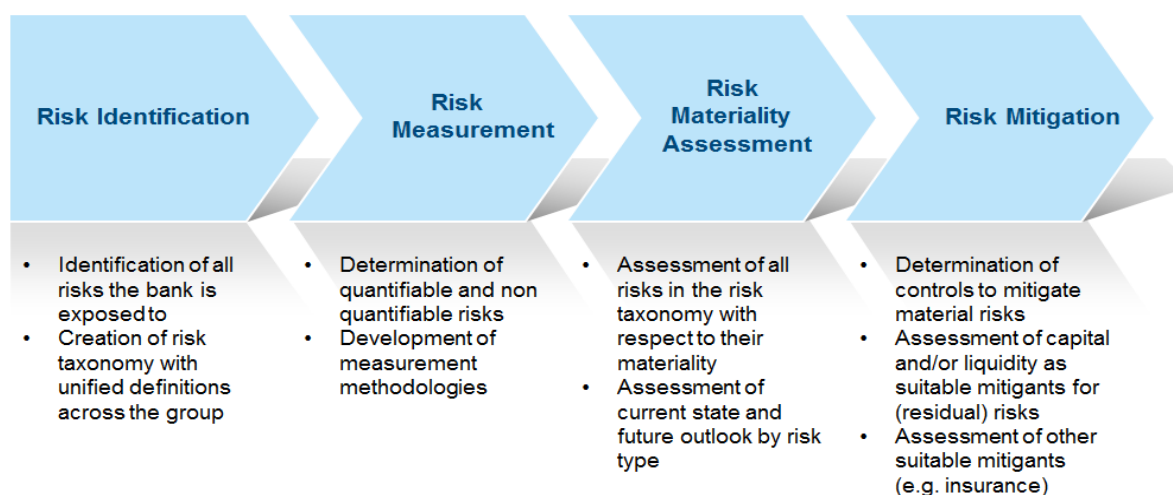 Risk Identification
Risk
Measurement
Risk
Materiality
Assessment
Risk Mitigation
• Identification of all
risks the bank is
exposed to
• Creation of risk
taxonomy with
unified definitions
across the group
• Determination of
quantifiable and non
quantifiable risks
• Development of
measurement
methodologies
• Assessment of all
risks in the risk
taxonomy with
respect to their
materiality
• Assessment of
current state and
future outlook by risk
type
• Determination of
controls to mitigate
material risks
• Assessment of capital
and/or liquidity as
suitable mitigants for
(residual) risks
• Assessment of other
suitable mitigants
(e.g. insurance)